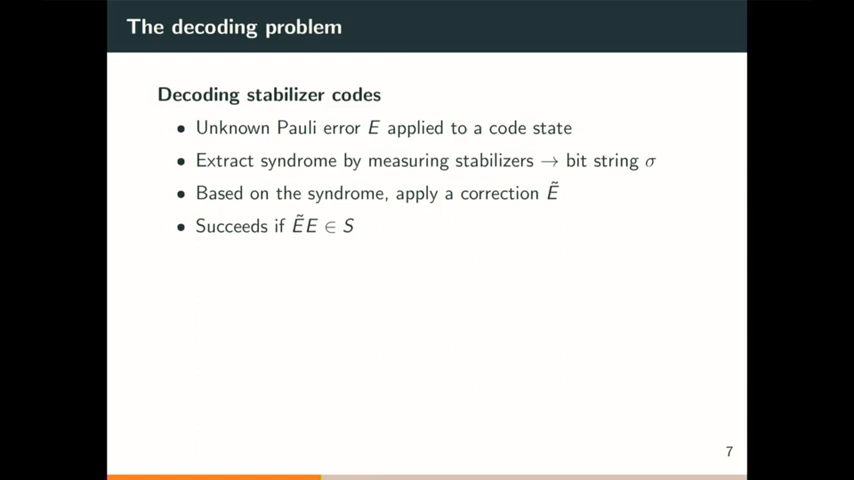 The decoding problem
Decoding stabilizer codes
• Unknown Pauli error E applied to a code state
• Extract syndrome by measuring stabilizers → bit string σ
• Based on the syndrome, apply a correction Ẽ
• Succeeds if ẼE ∈ S
7